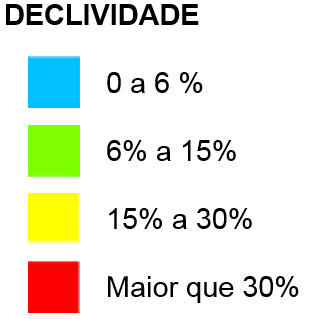 DECLIVIDADE
0 a 6 %
6% a 15%
15% a 30%
Maior que 30%